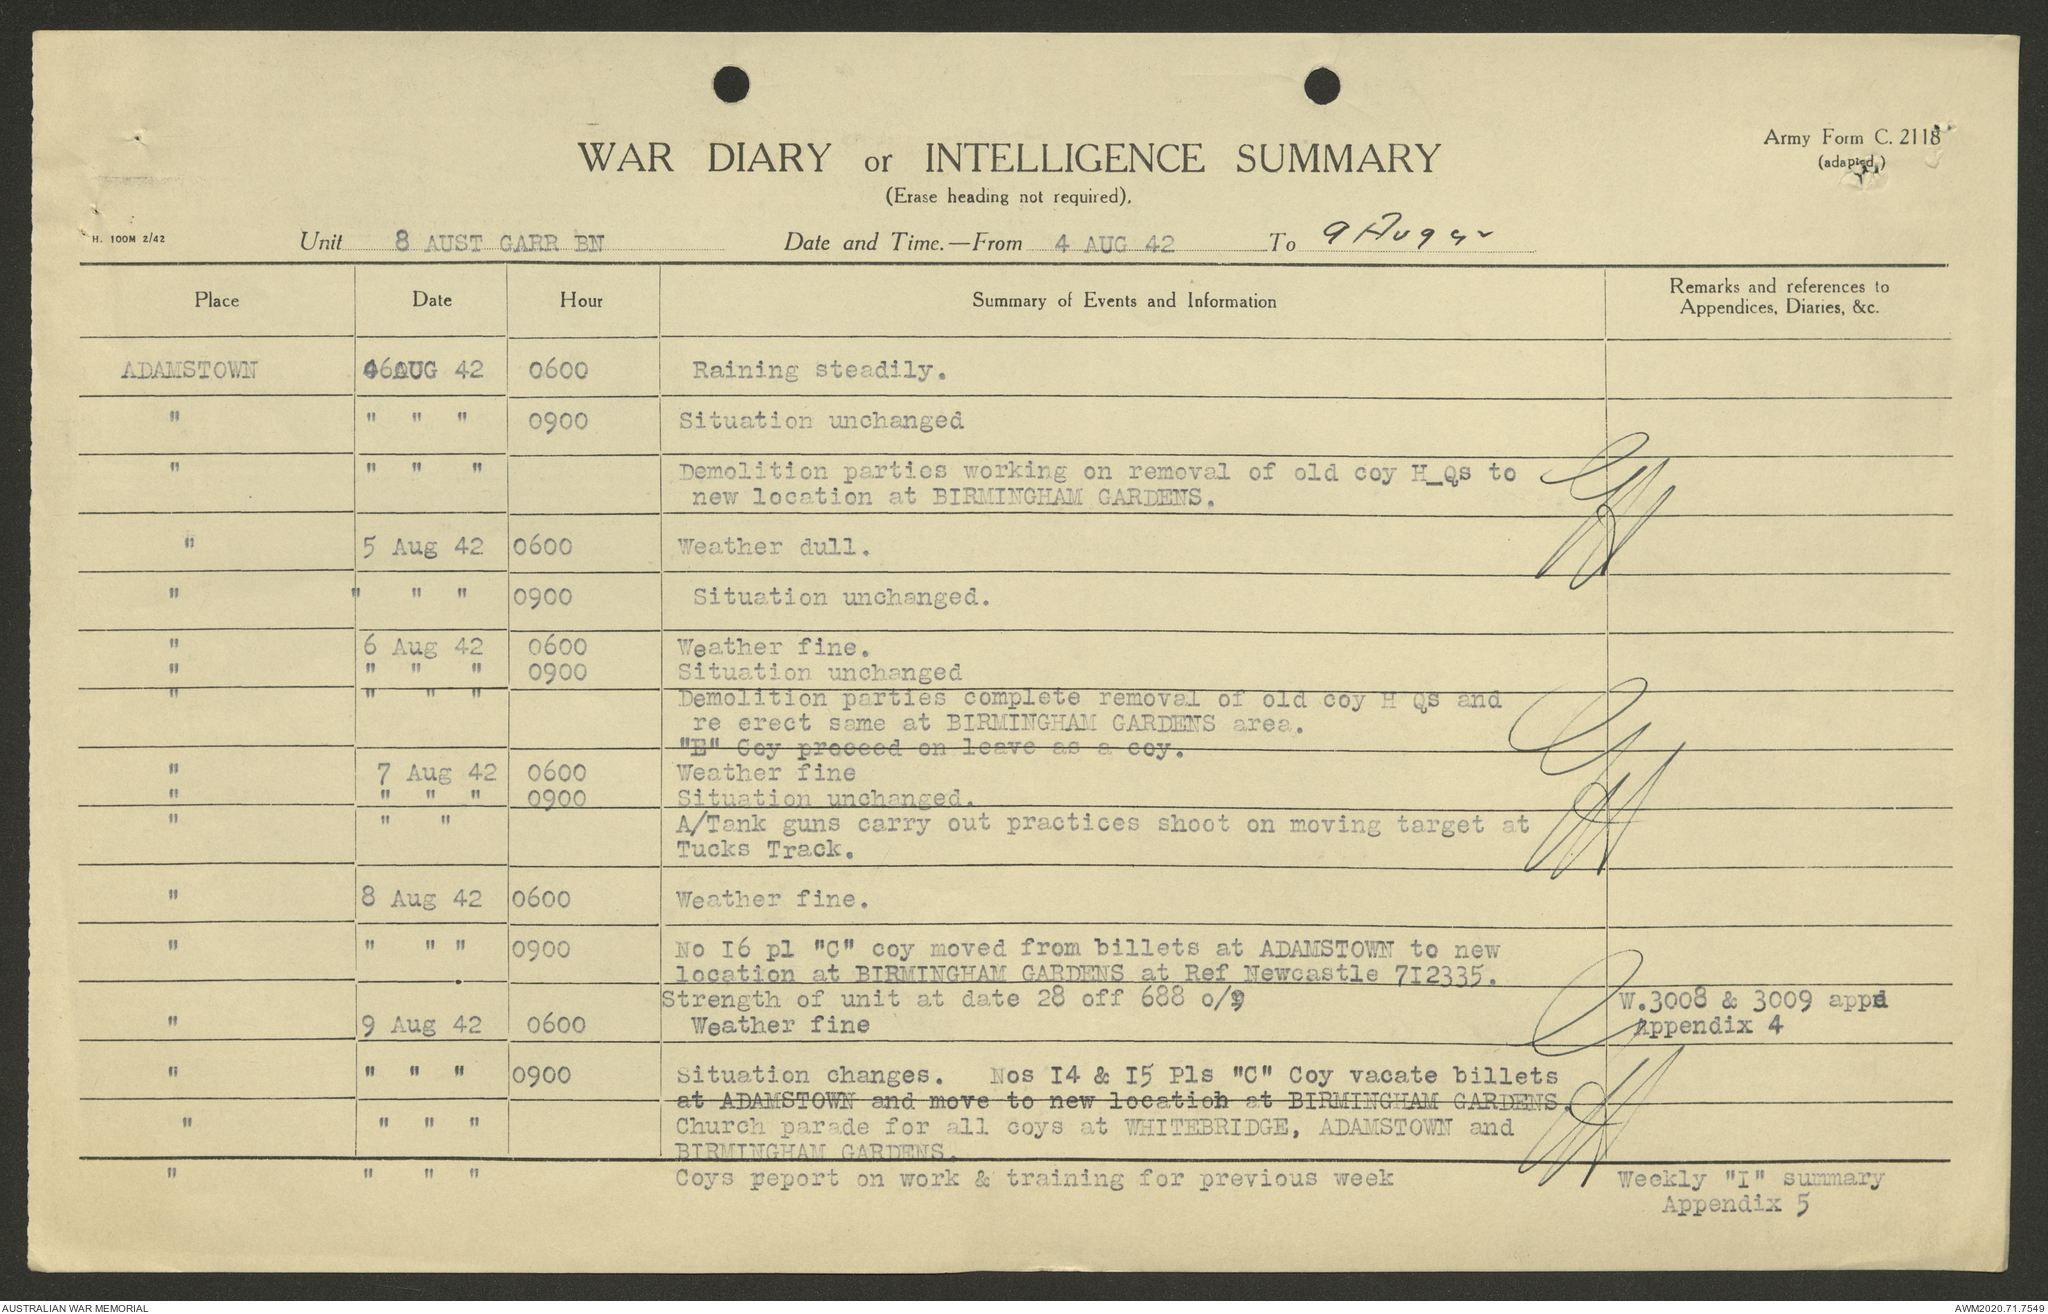 Army Form C. 2118
(adapted)
WAR DIARY or INTELLIGENCE SUMMARY
(Erase heading not required).
H. 100M 2/42
Unit 8 AUST GARR BN Date and Time.—From 4 AUG 42 To 9 Aug 42
Place Date Hour Summary of Events and Information Remarks and references to
Appendices, Diaries, &c.
ADAMSTOWN AUG 42 0600 Raining steadily.
" " " " 0900 Situation unchanged
" " " " Demolition parties working on removal of old coy H_Qs to
new location at BIRMINGHAM GARDENS.
" 5 Aug 42 0600 Weather dull.
" " " " 0900 Situation unchanged.
" 6 Aug 42 0600 Weather fine.
" " " " 0900 Situation unchanged
" " " " Demolition parties complete removal of old coy H Qs and
re erect same at BIRMINGHAM GARDENS area.
"E" Coy proceed on leave as a coy.
" 7 Aug 42 0600 Weather fine
" " " " 0900 Situation unchanged.
" " " A/Tank guns carry out practices shoot on moving target at
Tucks Track.
" 8 Aug 42 0600 Weather fine.
" " " " 0900 No I6 pl "C" coy moved from billets at ADAMSTOWN to new
location at BIRMINGHAM GARDENS at Ref Newcastle 7I2335.
Strength of unit at date 28 off 688 W.3008 & 3009 appd
" 9 Aug 42 0600 Weather fine Appendix 4
" " " " 0900 Situation changes. Nos I4 & I5 Pls "C" Coy vacate billets
at ADAMSTOWN and move to new location at BIRMINGHAM GARDENS.
" " " " Church parade for all coys at WHITEBRIDGE, ADAMSTOWN and
BIRMINGHAM GARDENS.
" " " " Coys report on work & training for previous week Weekly "I" summary
Appendix 5
AUSTRALIAN WAR MEMORIAL AWM2020.71.7549